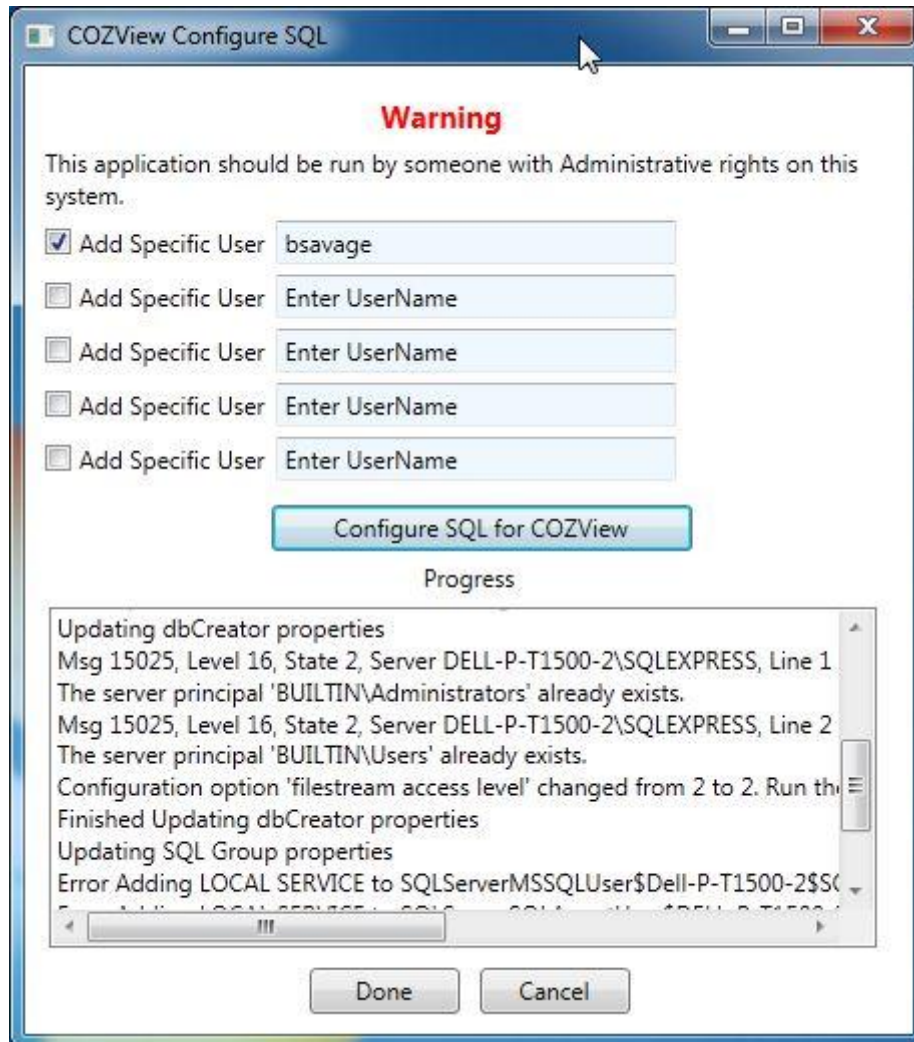 COZView Configure SQL
Warning
This application should be run by someone with Administrative rights on this
system.
Add Specific User bsavage
Add Specific User Enter UserName
Add Specific User Enter UserName
Add Specific User Enter UserName
Add Specific User Enter UserName
Configure SQL for COZView
Progress
Updating dbCreator properties
Msg 15025, Level 16, State 2, Server DELL-P-T1500-2\SQLEXPRESS, Line 1
The server principal 'BUILTIN\Administrators' already exists.
Msg 15025, Level 16, State 2, Server DELL-P-T1500-2\SQLEXPRESS, Line 2
The server principal 'BUILTIN\Users' already exists.
Configuration option 'filestream access level' changed from 2 to 2. Run the
Finished Updating dbCreator properties
Updating SQL Group properties
Error Adding LOCAL SERVICE to SQLServerMSSQLUser$Dell-P-T1500-2$S
Done Cancel